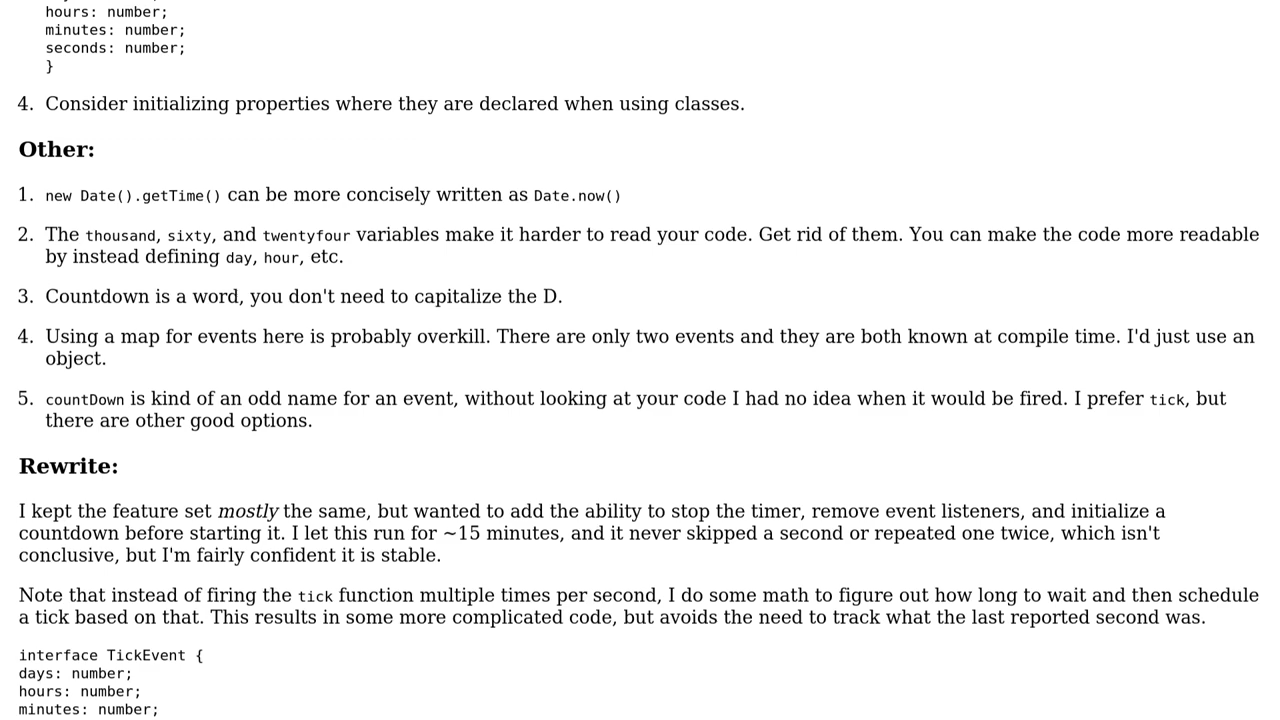 hours: number;
minutes: number;
seconds: number;
}
4. Consider initializing properties where they are declared when using classes.
Other:
1. new Date().getTime() can be more concisely written as Date.now()
2. The thousand, sixty, and twentyfour variables make it harder to read your code. Get rid of them. You can make the code more readable
by instead defining day, hour, etc.
3. Countdown is a word, you don't need to capitalize the D.
4. Using a map for events here is probably overkill. There are only two events and they are both known at compile time. I'd just use an
object.
5. countDown is kind of an odd name for an event, without looking at your code I had no idea when it would be fired. I prefer tick, but
there are other good options.
Rewrite:
I kept the feature set mostly the same, but wanted to add the ability to stop the timer, remove event listeners, and initialize a
countdown before starting it. I let this run for ~15 minutes, and it never skipped a second or repeated one twice, which isn't
conclusive, but I'm fairly confident it is stable.
Note that instead of firing the tick function multiple times per second, I do some math to figure out how long to wait and then schedule
a tick based on that. This results in some more complicated code, but avoids the need to track what the last reported second was.
interface TickEvent {
days: number;
hours: number;
minutes: number;